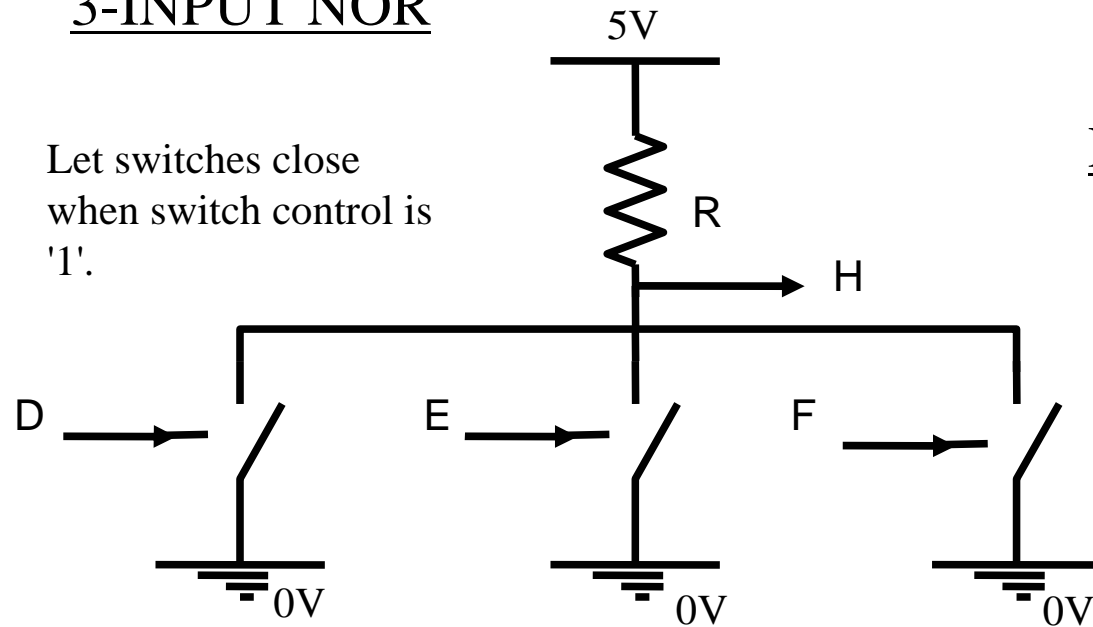 3-INPUT NOR
5V
Let switches close
when switch control is
'1'.
R
H
D
E
F
0V
0V
0V